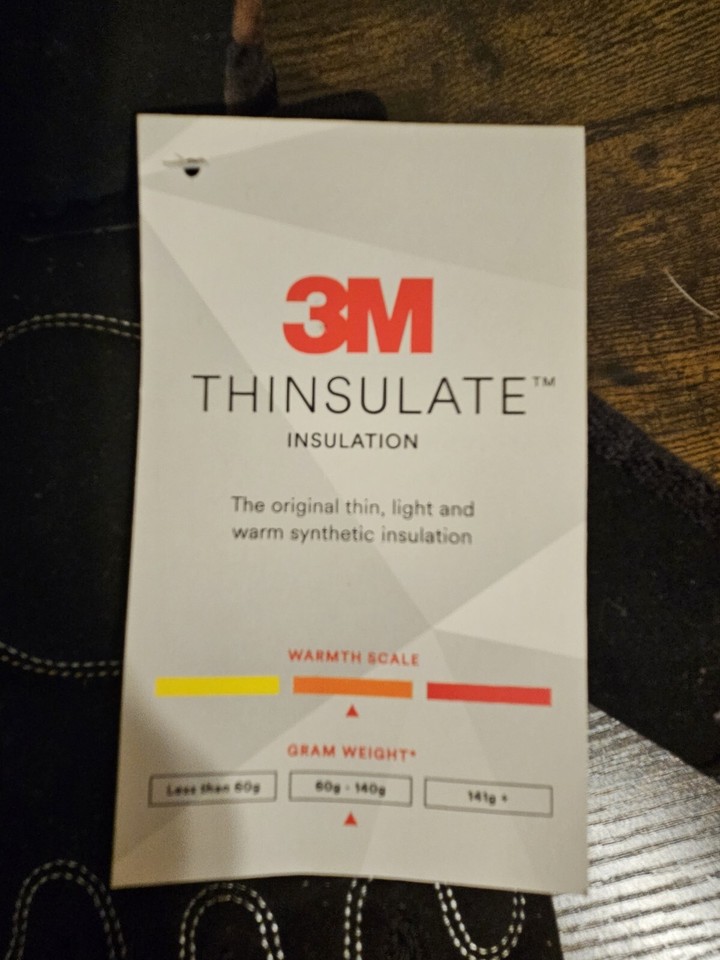 3M
THINSULATE™
INSULATION
The original thin, light and
warm synthetic insulation
WARMTH SCALE
GRAM WEIGHT*
Less than 60g
60g - 140g
141g +